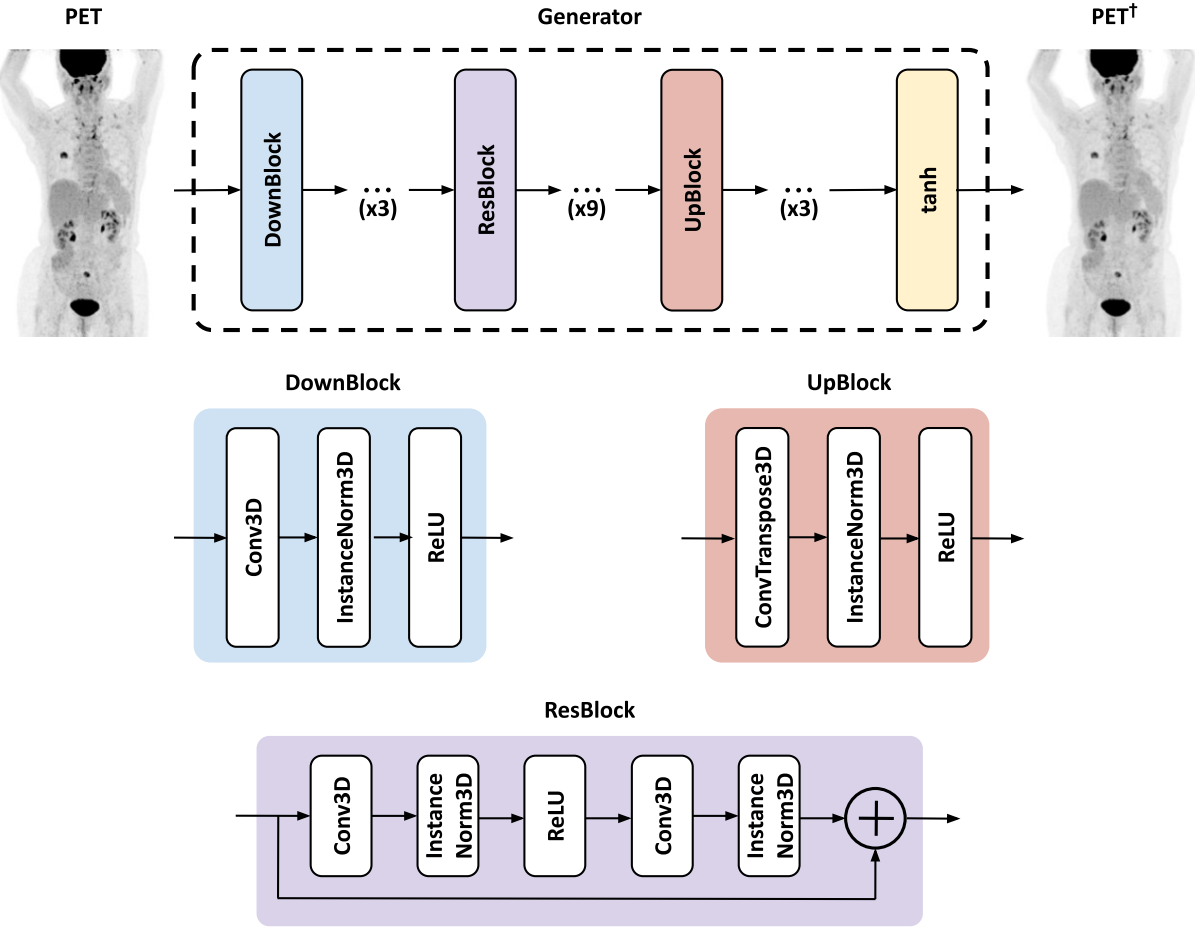 PET
Generator
PET†
DownBlock
...
(x3)
ResBlock
...
(x9)
UpBlock
...
(x3)
tanh
DownBlock
UpBlock
Conv3D
InstanceNorm3D
ReLU
ConvTranspose3D
InstanceNorm3D
ReLU
ResBlock
Conv3D
Instance
Norm3D
ReLU
Conv3D
Instance
Norm3D
+